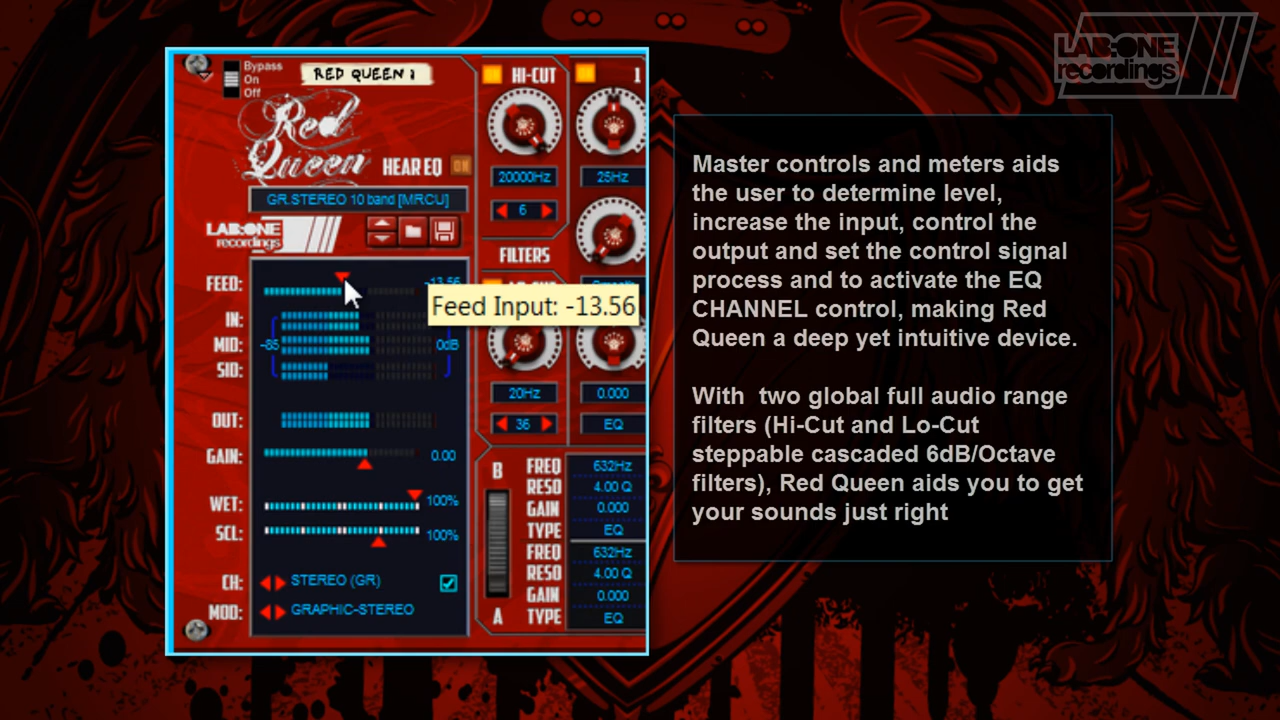 LAB:ONE
recordings
Bypass
On
Off
RED QUEEN 1
Red
Queen
HEAR EQ
ON
GR.STEREO 10 band [MRCU]
LAB:ONE
recordings
FEED:
-13.56
Feed Input: -13.56
IN:
MID:
-85
0dB
SID:
OUT:
GAIN:
0.00
WET:
100%
SCL:
100%
CH:
STEREO (GR)
MOD:
GRAPHIC-STEREO
HI-CUT
1
20000Hz
25Hz
6
FILTERS
20Hz
0.000
36
EQ
B
A
FREQ
632Hz
RESO
4.00 Q
GAIN
0.000
TYPE
EQ
FREQ
632Hz
RESO
4.00 Q
GAIN
0.000
TYPE
EQ
Master controls and meters aids
the user to determine level,
increase the input, control the
output and set the control signal
process and to activate the EQ
CHANNEL control, making Red
Queen a deep yet intuitive device.
With  two global full audio range
filters (Hi-Cut and Lo-Cut
steppable cascaded 6dB/Octave
filters), Red Queen aids you to get
your sounds just right